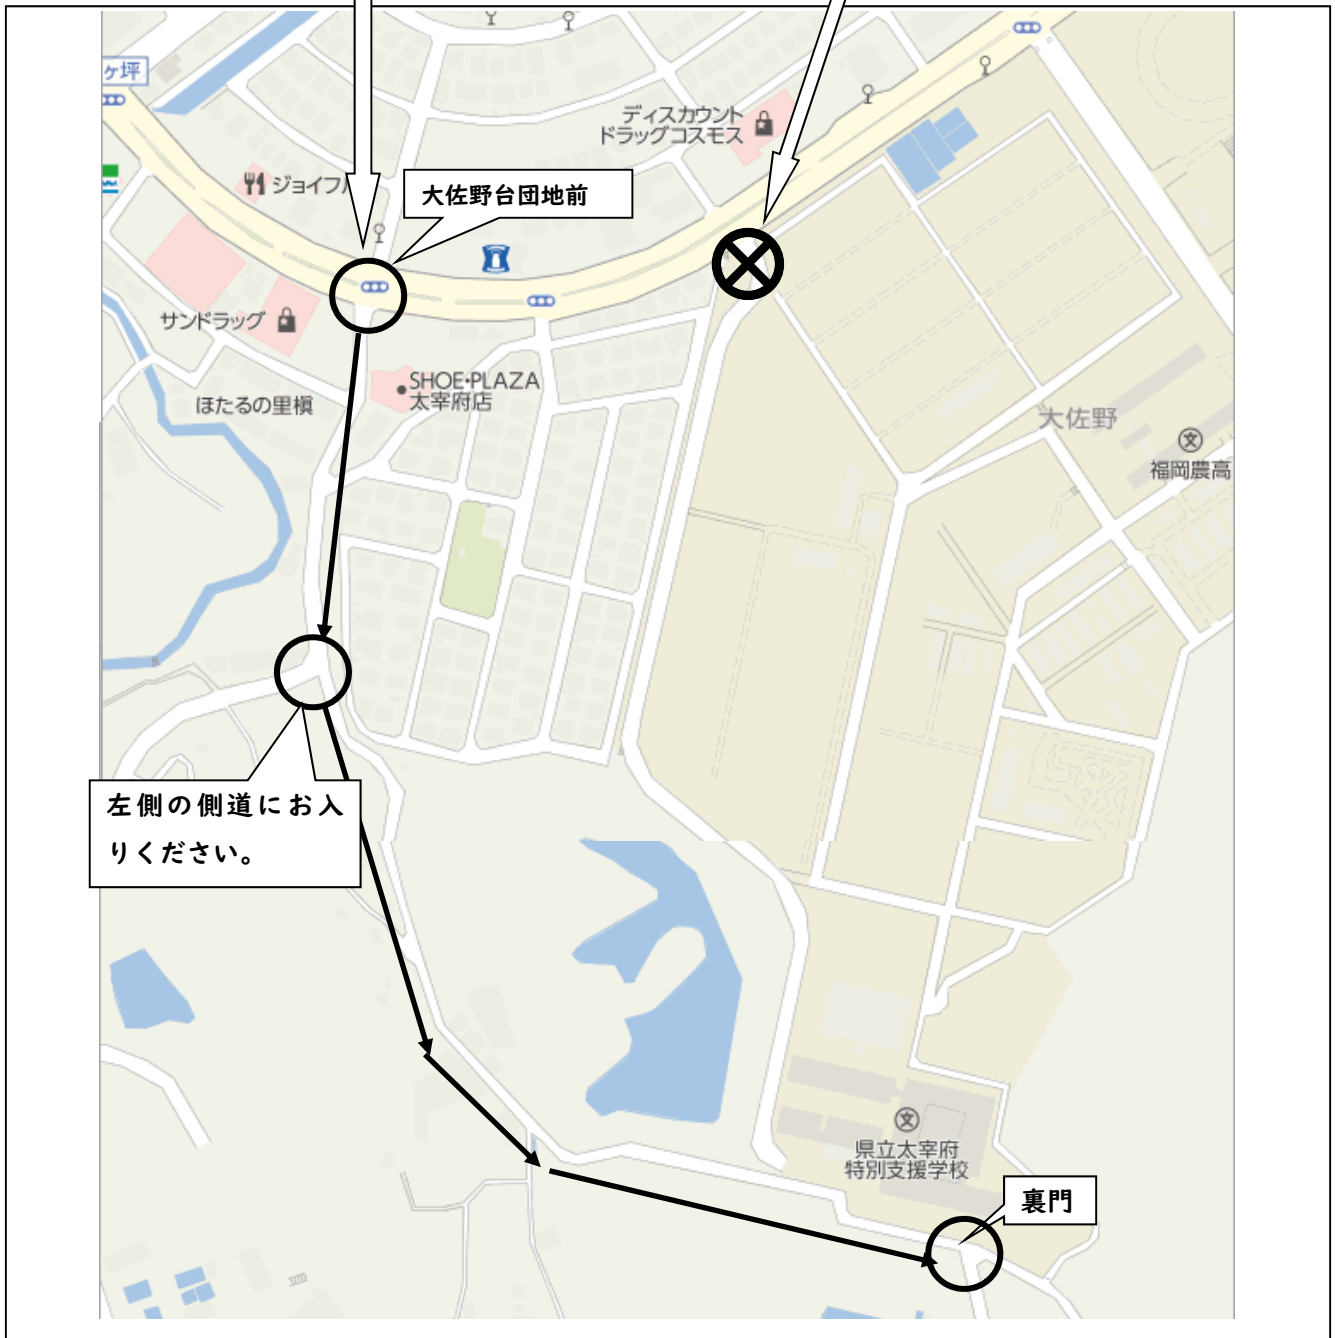 ヶ坪
ディスカウント
ドラッグコスモス
ジョイフル
大佐野台団地前
サンドラッグ
SHOE・PLAZA
太宰府店
ほたるの里槇
大佐野
文
福岡農高
左側の側道にお入
りください。
文
県立太宰府
特別支援学校
裏門